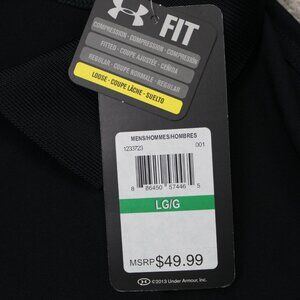 FIT
COMPRESSION · COMPRESSION · COMPRESIÓN
FITTED · COUPE AJUSTÉE · CEÑIDA
REGULAR · COUPE NORMALE · REGULAR
LOOSE · COUPE LÂCHE · SUELTO
MENS/HOMMES/HOMBRES
1233723 001
8 86450 57446 5
LG/G
MSRP $49.99
©2013 Under Armour, Inc.